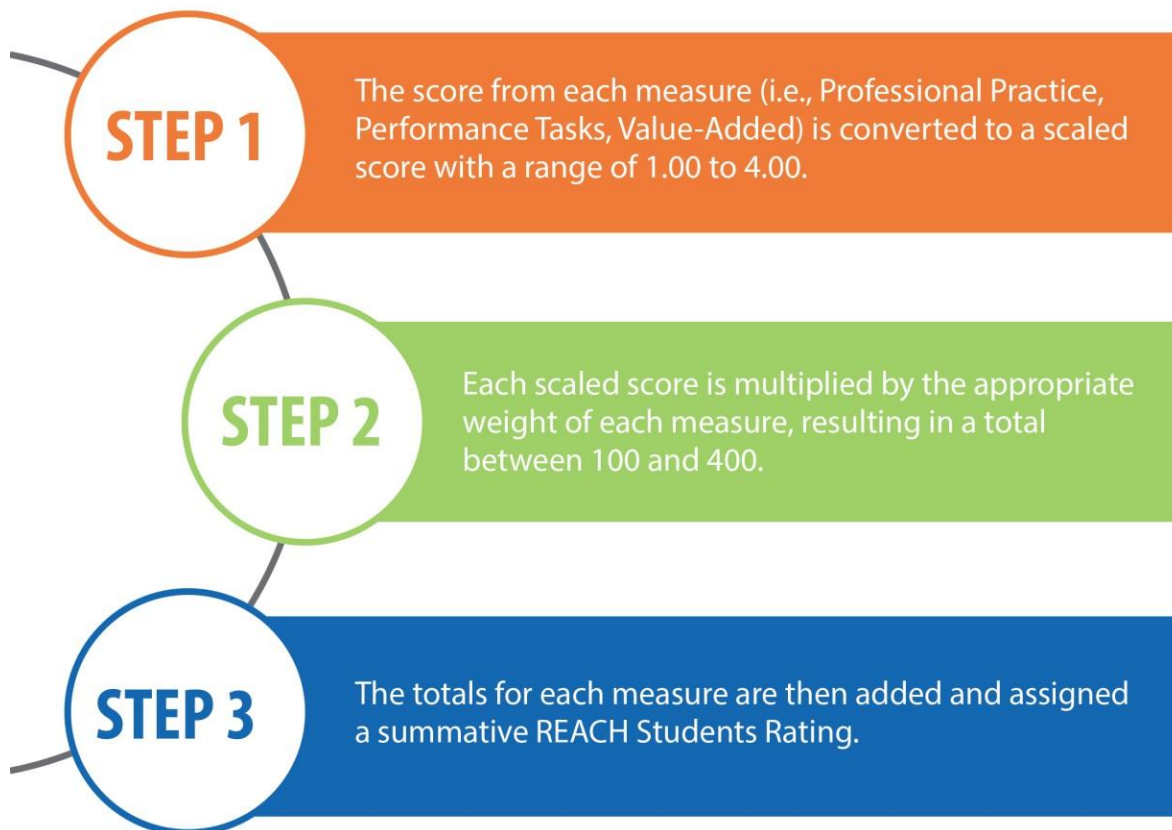 STEP 1
The score from each measure (i.e., Professional Practice,
Performance Tasks, Value-Added) is converted to a scaled
score with a range of 1.00 to 4.00.
STEP 2
Each scaled score is multiplied by the appropriate
weight of each measure, resulting in a total
between 100 and 400.
STEP 3
The totals for each measure are then added and assigned
a summative REACH Students Rating.